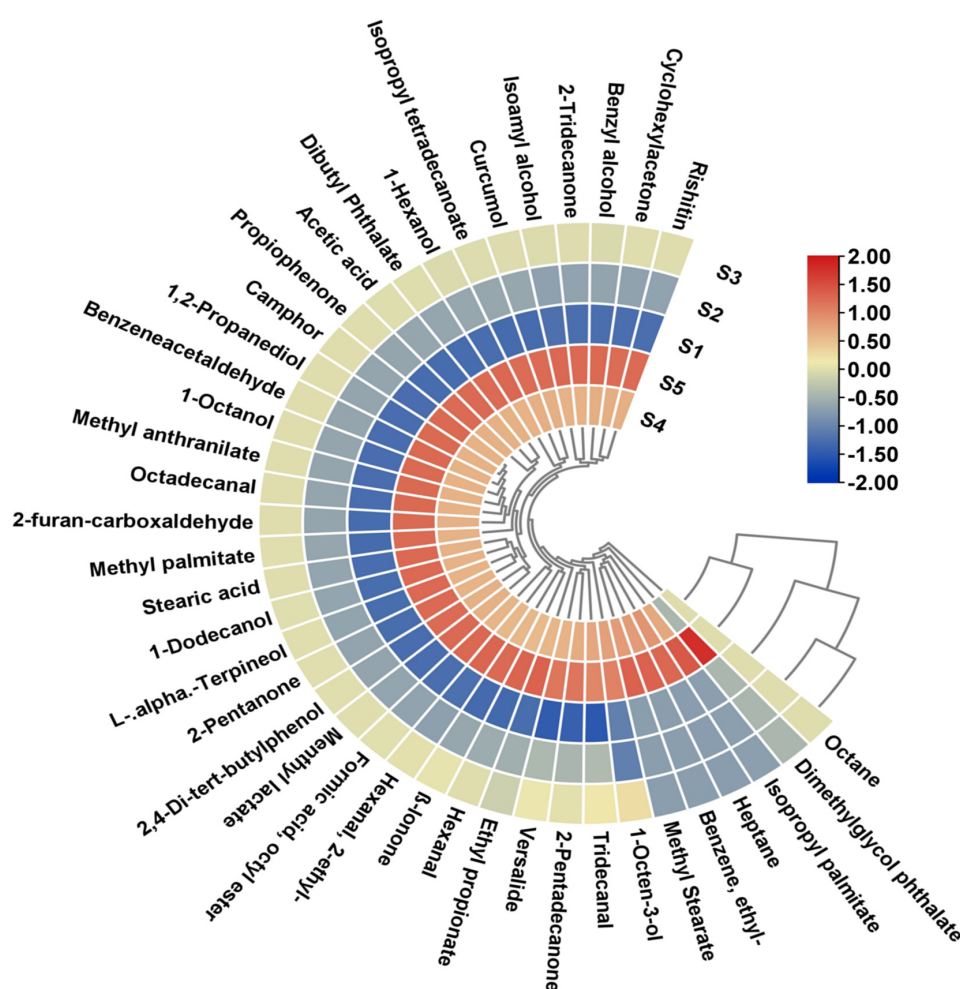 Rishitin
Cyclohexylacetone
Benzyl alcohol
2-Tridecanone
Isoamyl alcohol
Curcumol
Isopropyl tetradecanoate
1-Hexanol
Dibutyl Phthalate
Acetic acid
Propiophenone
Camphor
1,2-Propanediol
Benzeneacetaldehyde
1-Octanol
Methyl anthranilate
Octadecanal
2-furan-carboxaldehyde
Methyl palmitate
Stearic acid
1-Dodecanol
L-.alpha.-Terpineol
2-Pentanone
2,4-Di-tert-butylphenol
Menthyl lactate
Formic acid, octyl ester
Hexanal, 2-ethyl-
ß-Ionone
Hexanal
Ethyl propionate
Versalide
2-Pentadecanone
Tridecanal
1-Octen-3-ol
Methyl Stearate
Benzene, ethyl-
Heptane
Isopropyl palmitate
Dimethylglycol phthalate
Octane
S3
S2
S1
S5
S4
2.00
1.50
1.00
0.50
0.00
-0.50
-1.00
-1.50
-2.00